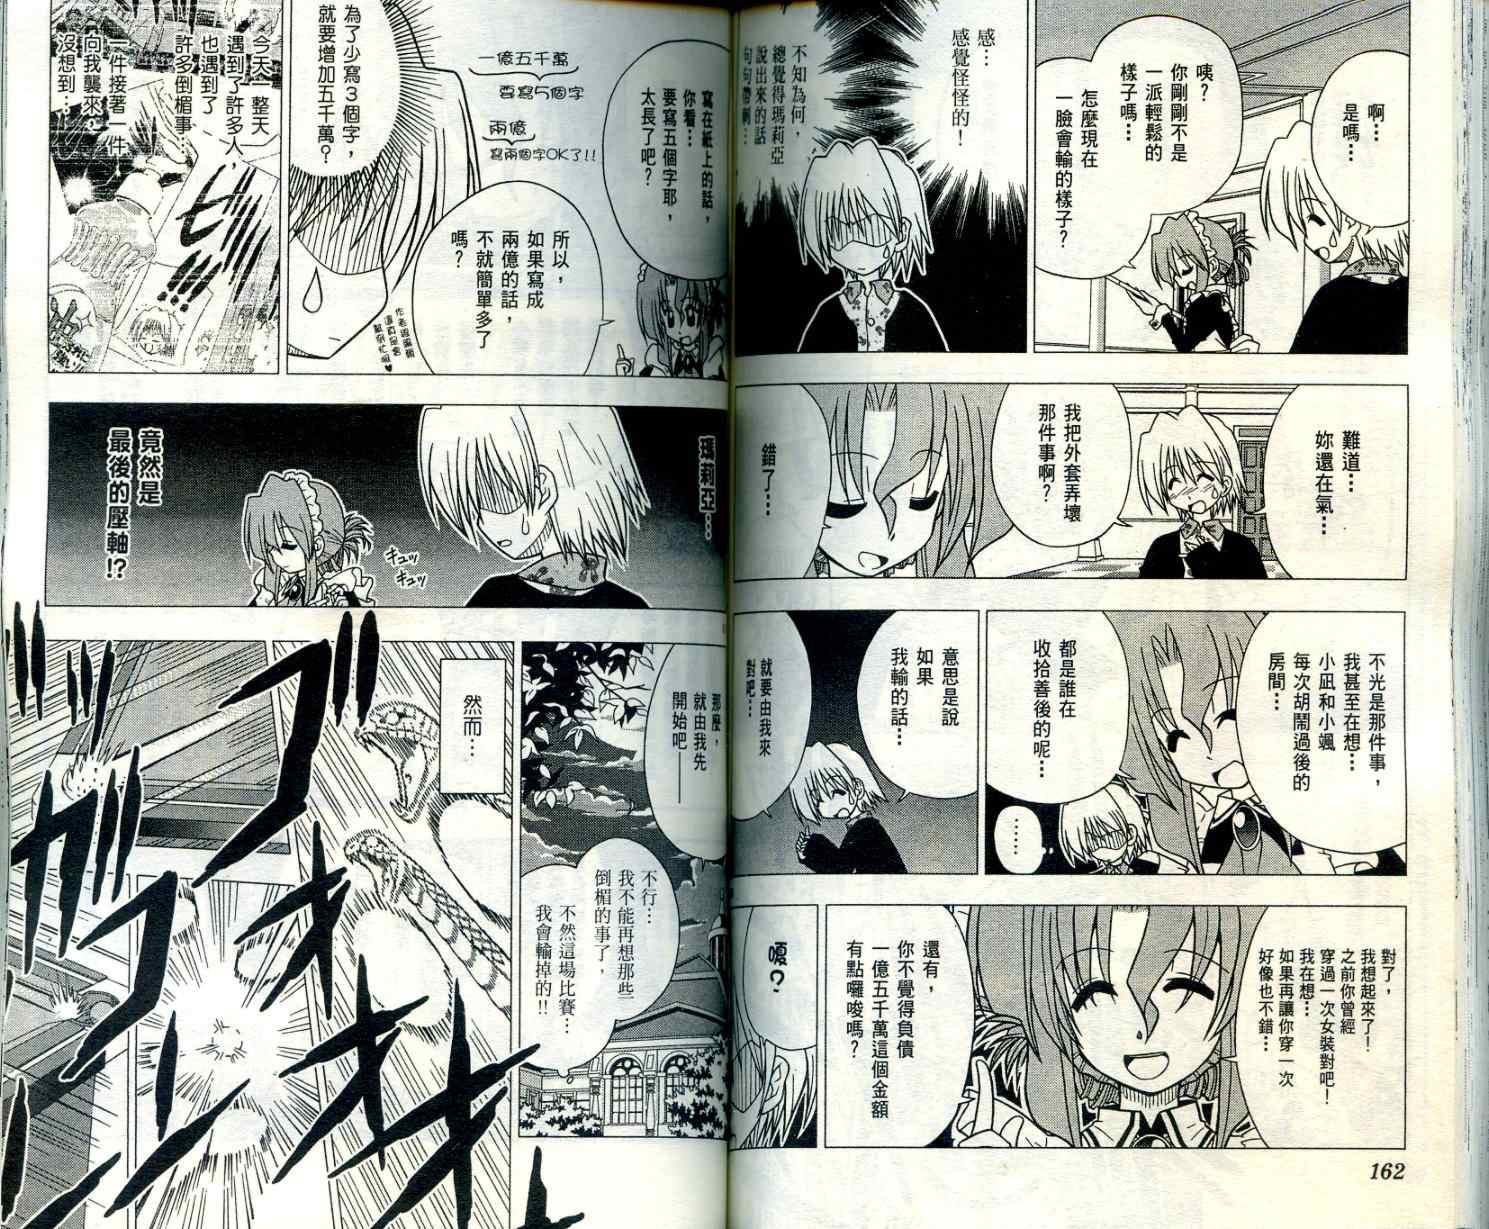 啊…
是嗎…
咦？
你剛剛不是
一派輕鬆的
樣子嗎…
怎麼現在
一臉會輸的樣子？
感…
感覺怪怪的！
不知為何，
總覺得瑪莉亞
說出來的話
難道…
妳還在氣…
我把外套弄壞
那件事啊？
錯了…
不光是那件事，
我甚至在想…
小凪和小颯
每次胡鬧過後的
房間…
都是誰在
收拾善後的呢…
……
意思是說
如果
我輸的話…
就要由我來
對吧…
對了，
我想起來了！
之前你曾經
穿過一次女裝對吧！
我在想…
如果再讓你穿一次
好像也不錯…
還有，
你不覺得負債
一億五千萬這個金額
有點囉唆嗎？
嗄？
162
寫在紙上的話，
你看…
要寫五個字耶，
太長了吧？
一億五千萬
要寫5個字
兩億
寫兩個字OK了!!
所以，
如果寫成
兩億的話，
不就簡單多了
嗎？
為了少寫3個字，
就要增加五千萬？
今天一整天
遇到了許多人，
也遇到了
許多倒楣事…
一件接著一件
向我襲來，
沒想到…
瑪莉亞…
キュッ
キュッ
竟然是
最後的壓軸!?
那麼，
就由我先
開始吧
—
不行…
我不能再想那些
倒楣的事了，
不然這場比賽…
我會輸掉的!!
然而…